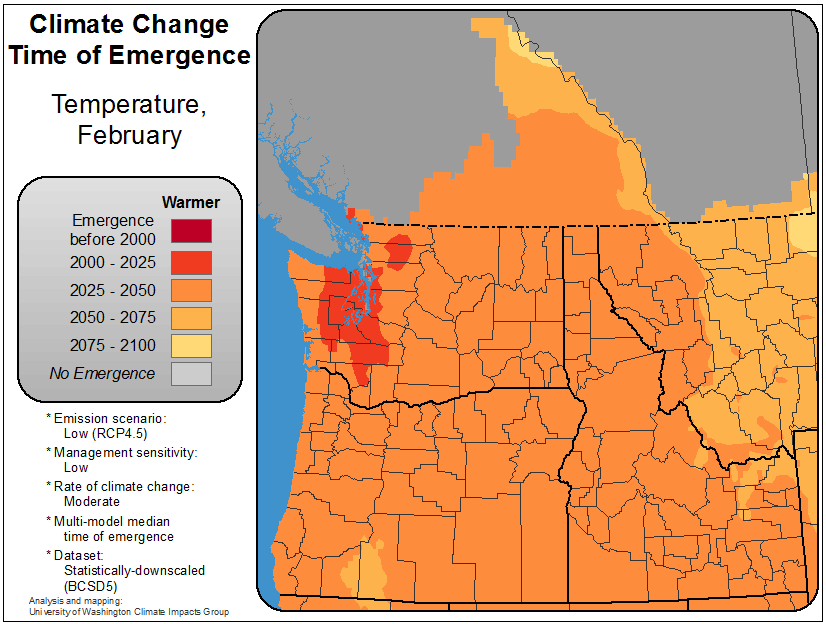 Climate Change
Time of Emergence
Temperature,
February
Warmer
Emergence
before 2000
2000 - 2025
2025 - 2050
2050 - 2075
2075 - 2100
No Emergence
* Emission scenario:
Low (RCP4.5)
* Management sensitivity:
Low
* Rate of climate change:
Moderate
* Multi-model median
time of emergence
* Dataset:
Statistically-downscaled
(BCSD5)
Analysis and mapping:
University of Washington Climate Impacts Group